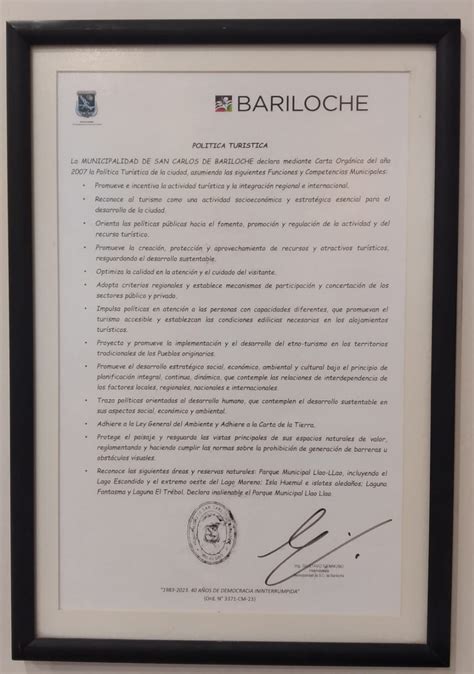 BARILOCHE
POLITICA TURISTICA
La MUNICIPALIDAD DE SAN CARLOS DE BARILOCHE declara mediante Carta Orgánica del año
2007 la Política Turística de la ciudad, asumiendo las siguientes Funciones y Competencias Municipales:
• Promueve e incentiva la actividad turística y la integración regional e internacional.
• Reconoce al turismo como una actividad socioeconómica y estratégica esencial para el
desarrollo de la ciudad.
• Orienta las políticas públicas hacia el fomento, promoción y regulación de la actividad y del
recurso turístico.
• Promueve la creación, protección y aprovechamiento de recursos y atractivos turísticos,
resguardando el desarrollo sustentable.
• Optimiza la calidad en la atención y el cuidado del visitante.
• Adopta criterios regionales y establece mecanismos de participación y concertación de los
sectores público y privado.
• Impulsa políticas en atención a las personas con capacidades diferentes, que promuevan el
turismo accesible y establezcan las condiciones edilicias necesarias en los alojamientos
turísticos.
• Proyecta y promueve la implementación y el desarrollo del etno-turismo en los territorios
tradicionales de los Pueblos originarios.
• Promueve el desarrollo estratégico social, económico, ambiental y cultural bajo el principio de
planificación integral, continua, dinámica, que contemple las relaciones de interdependencia de
los factores locales, regionales, nacionales e internacionales.
• Traza políticas orientadas al desarrollo humano, que contemplen el desarrollo sustentable en
sus aspectos social, económico y ambiental.
• Adhiere a la Ley General del Ambiente y Adhiere a la Carta de la Tierra.
• Protege el paisaje y resguarda las vistas principales de sus espacios naturales de valor,
reglamentando y haciendo cumplir las normas sobre la prohibición de generación de barreras u
obstáculos visuales.
• Reconoce las siguientes áreas y reservas naturales: Parque Municipal Llao-LLao, incluyendo el
Lago Escondido y el extremo oeste del Lago Moreno; Isla Huemul e islotes aledaños; Laguna
Fantasma y Laguna El Trébol. Declara inalienable el Parque Municipal Llao Llao.
"1983-2023. 40 AÑOS DE DEMOCRACIA ININTERRUMPIDA"
(Ord. N° 3371-CM-23)